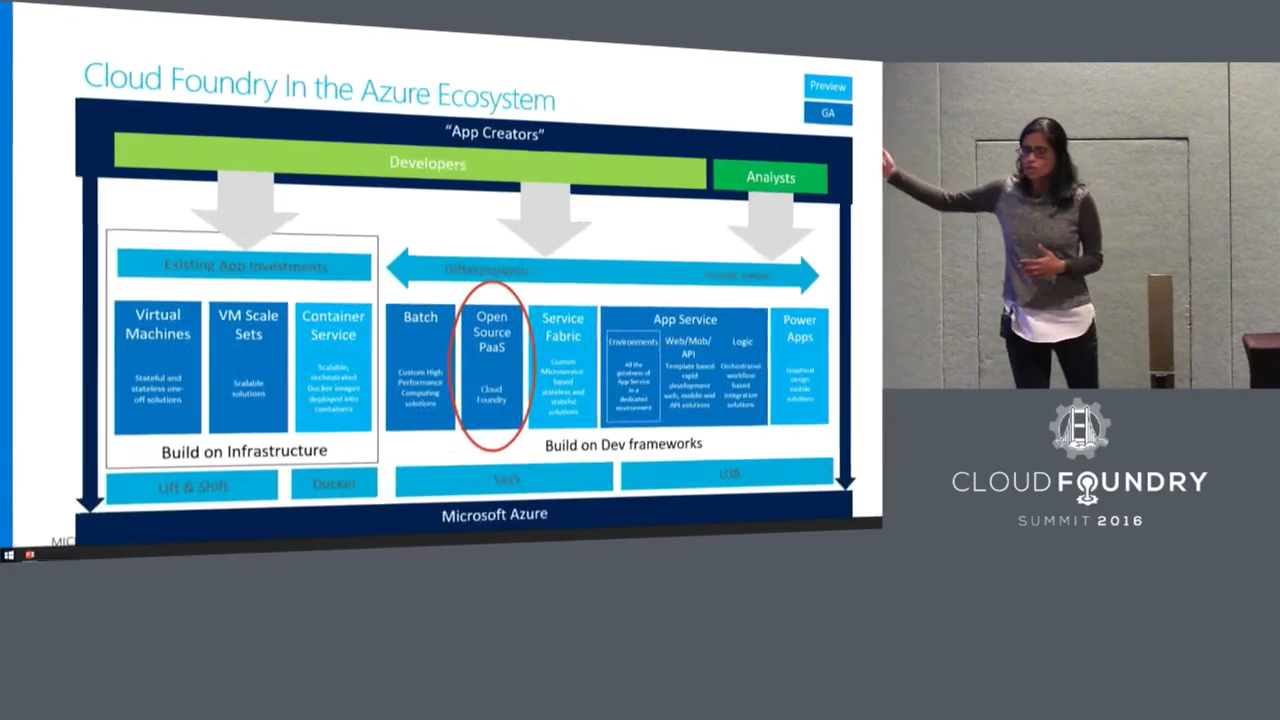 Cloud Foundry In the Azure Ecosystem
Preview
GA
"App Creators"
Developers
Analysts
Existing App Investments
Virtual
Machines
Stateful and
stateless one-
off solutions
VM Scale
Sets
Scalable
solutions
Container
Service
Scalable,
orchestrated
Docker images
deployed into
containers
Batch
Custom High
Performance
Computing
solutions
Open
Source
PaaS
Cloud
Foundry
Service
Fabric
Custom
Microservice
based
stateless and
stateful
solutions
App Service
Environments
All the
goodness of
App Service
in a
dedicated
environment
Web/Mob/
API
Template based
rapid
development
web, mobile and
API solutions
Logic
Orchestrated
workflow-
based
integration
solutions
Power
Apps
Graphical
design
mobile
solutions
Build on Infrastructure
Build on Dev frameworks
Lift & Shift
Docker
LOB
Microsoft Azure
MIC
CLOUD FOUNDRY
SUMMIT 2016